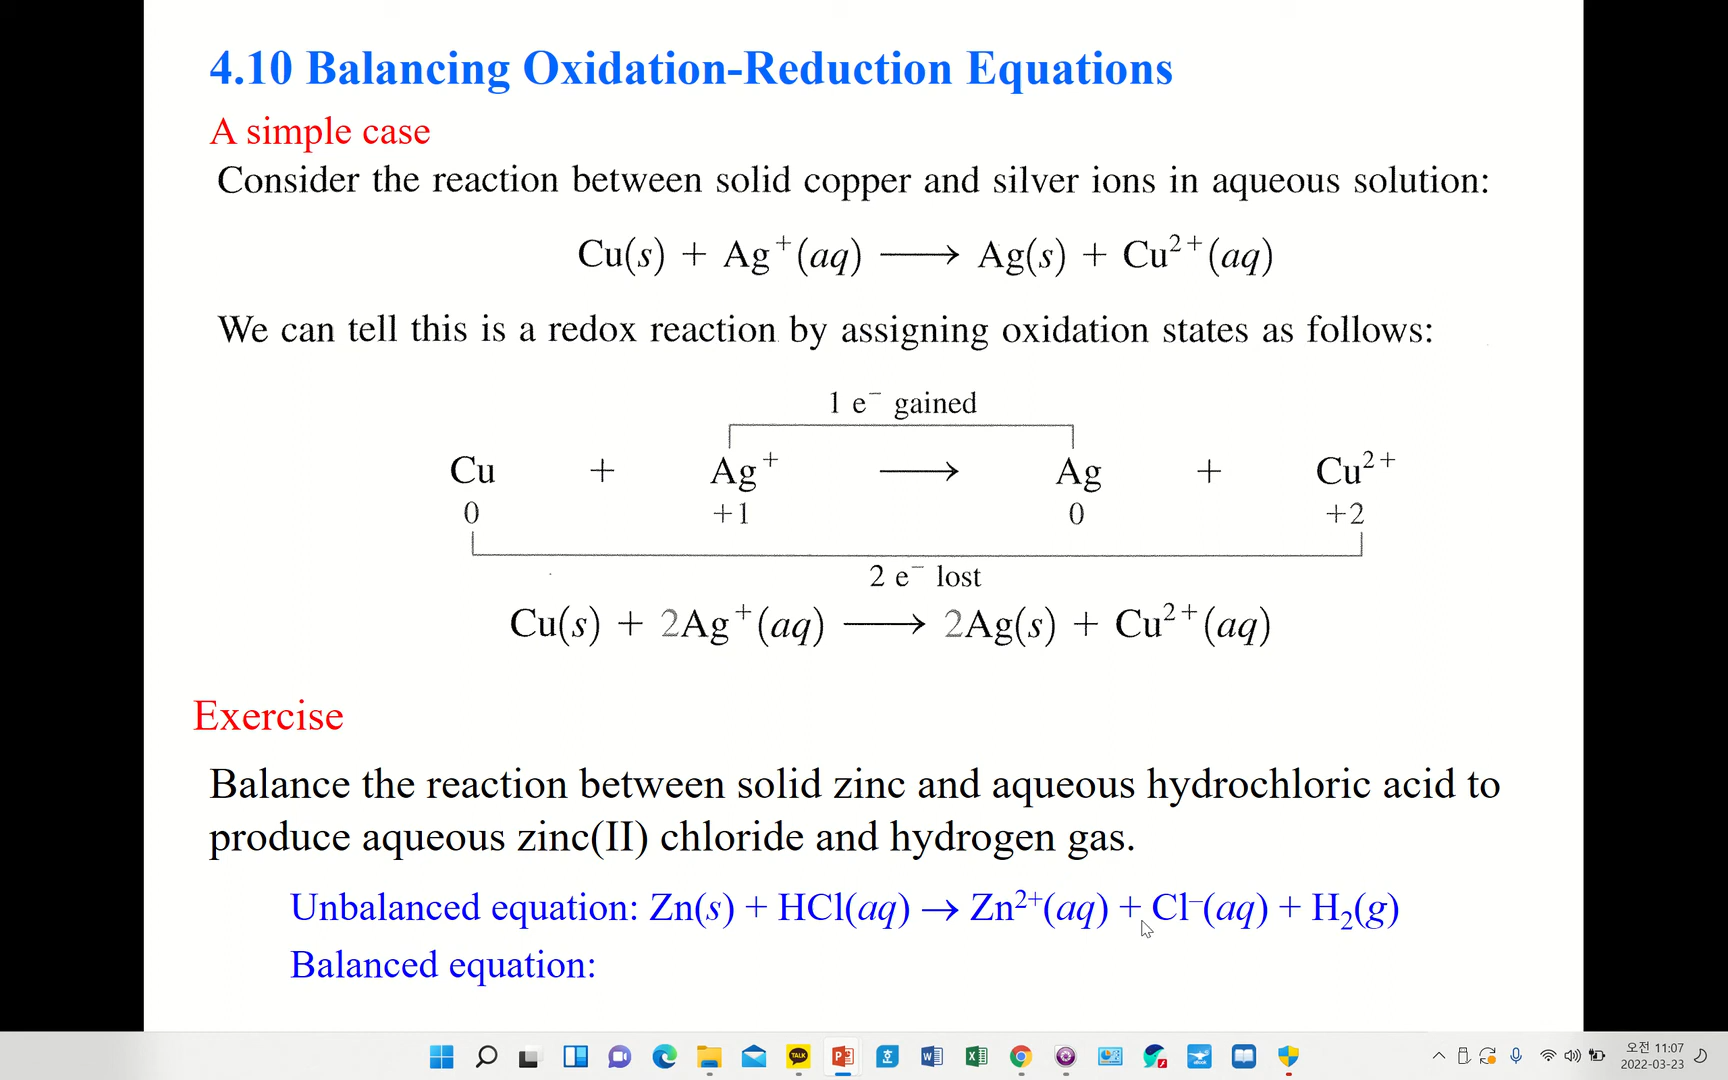 4.10 Balancing Oxidation-Reduction Equations
A simple case
Consider the reaction between solid copper and silver ions in aqueous solution:
Cu(s) + Ag⁺(aq) ⟶ Ag(s) + Cu²⁺(aq)
We can tell this is a redox reaction by assigning oxidation states as follows:
1 e⁻ gained
Cu + Ag⁺ ⟶ Ag + Cu²⁺
0 +1 0 +2
2 e⁻ lost
Cu(s) + 2Ag⁺(aq) ⟶ 2Ag(s) + Cu²⁺(aq)
Exercise
Balance the reaction between solid zinc and aqueous hydrochloric acid to
produce aqueous zinc(II) chloride and hydrogen gas.
Unbalanced equation: Zn(s) + HCl(aq) → Zn²⁺(aq) + Cl⁻(aq) + H₂(g)
Balanced equation:
TALK
오전 11:07
2022-03-23